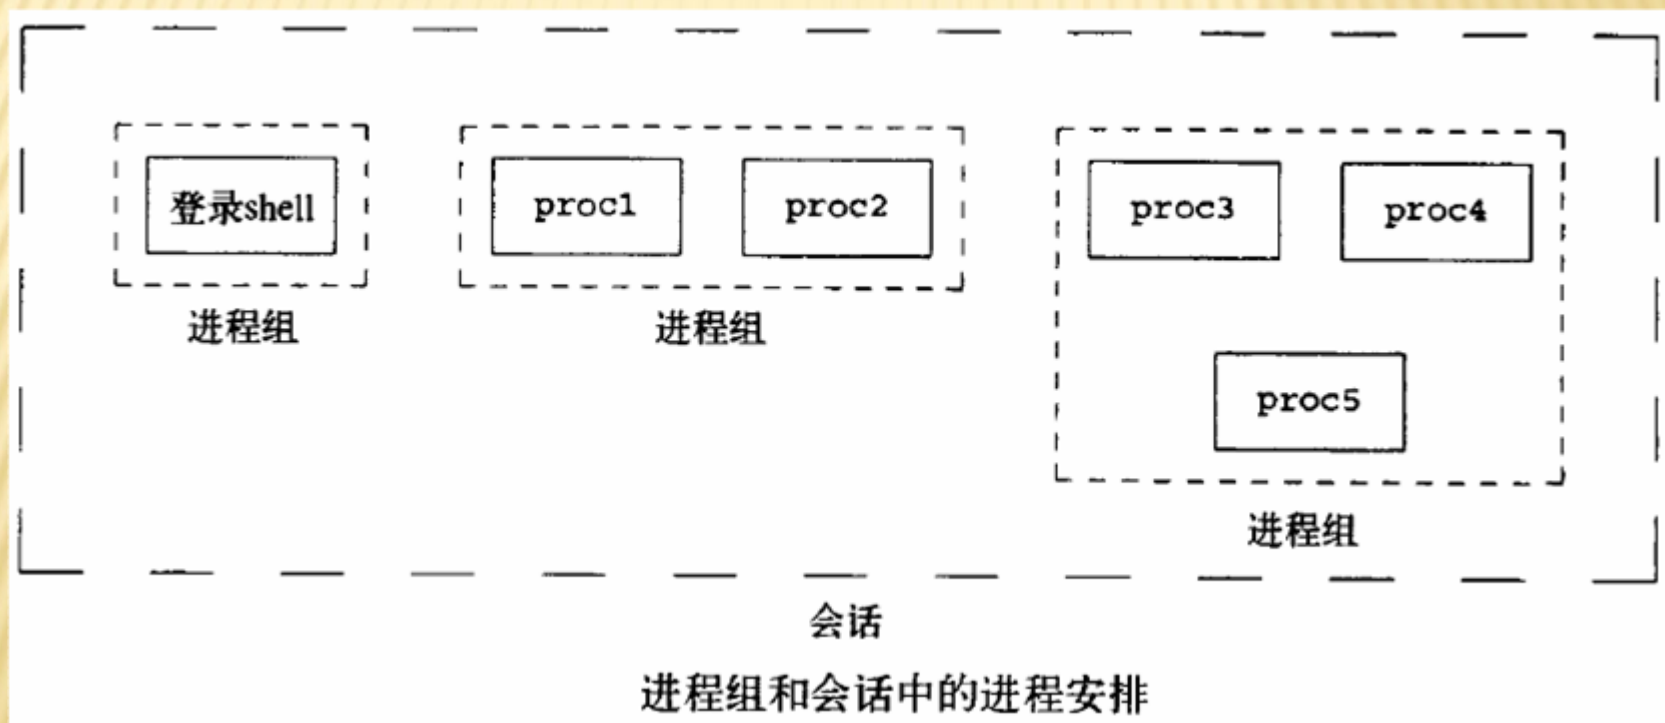 登录shell
proc1
proc2
proc3
proc4
进程组
进程组
proc5
进程组
会话
进程组和会话中的进程安排